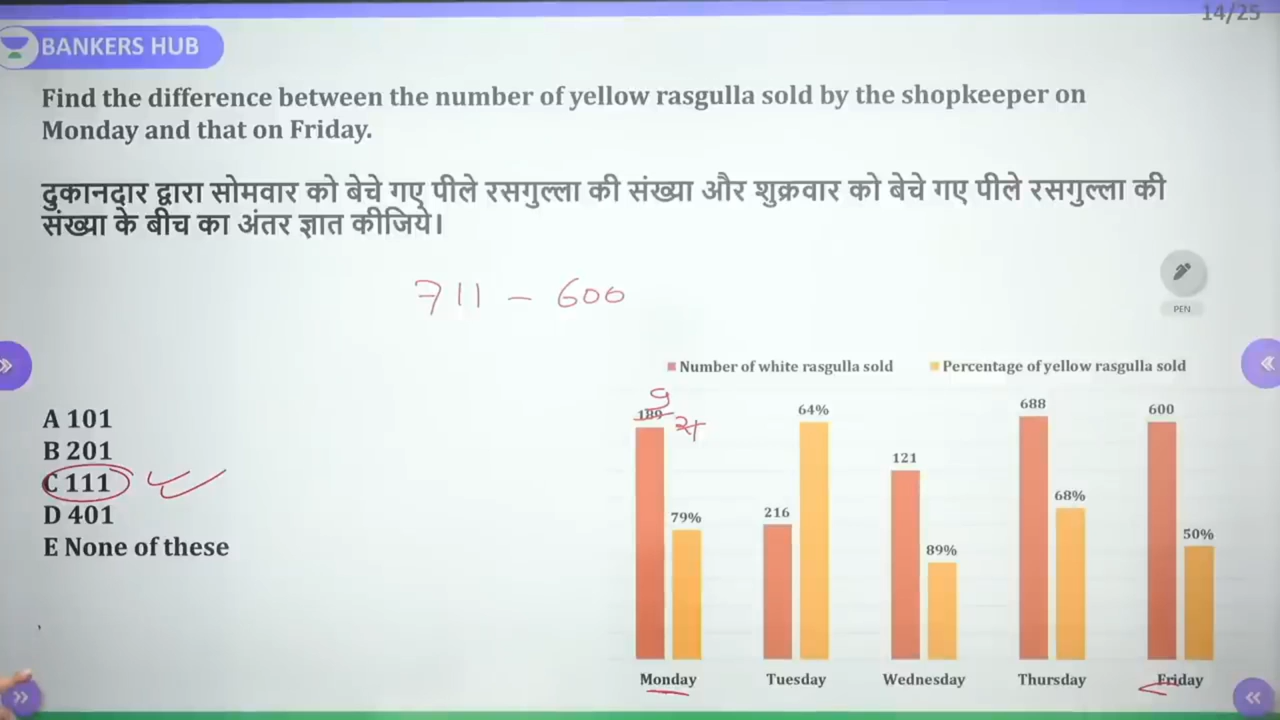 14/25
BANKERS HUB
Find the difference between the number of yellow rasgulla sold by the shopkeeper on
Monday and that on Friday.
दुकानदार द्वारा सोमवार को बेचे गए पीले रसगुल्ला की संख्या और शुक्रवार को बेचे गए पीले रसगुल्ला की
संख्या के बीच का अंतर ज्ञात कीजिये।
711 - 600
PEN
Number of white rasgulla sold Percentage of yellow rasgulla sold
A 101
B 201
C 111
D 401
E None of these
9
189
21
79%
216
64%
121
89%
688
68%
600
50%
Monday Tuesday Wednesday Thursday Friday